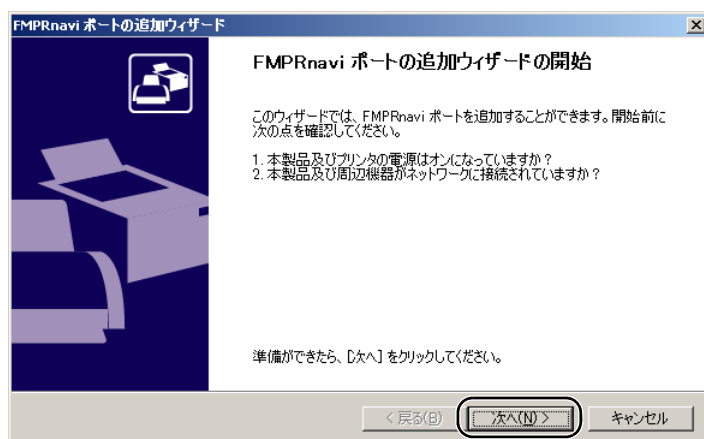 FMPRnavi ポートの追加ウィザード
FMPRnavi ポートの追加ウィザードの開始
このウィザードでは、FMPRnavi ポートを追加することができます。開始前に
次の点を確認してください。
1. 本製品及びプリンタの電源はオンになっていますか？
2. 本製品及び周辺機器がネットワークに接続されていますか？
準備ができたら、[次へ] をクリックしてください。
< 戻る(B)
次へ(N) >
キャンセル